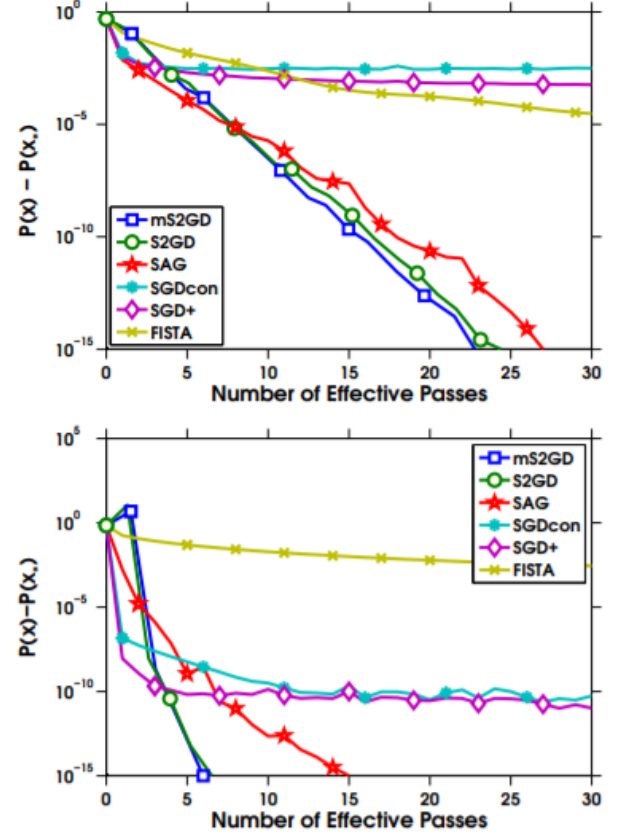 10^0
10^-5
10^-10
10^-15
P(x) − P(x*)
mS2GD
S2GD
SAG
SGDcon
SGD+
FISTA
0 5 10 15 20 25 30
Number of Effective Passes
10^5
10^0
10^-5
10^-10
10^-15
P(x)−P(x*)
mS2GD
S2GD
SAG
SGDcon
SGD+
FISTA
0 5 10 15 20 25 30
Number of Effective Passes